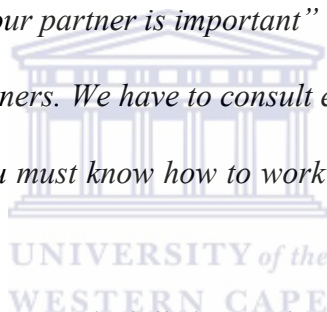 our partner is important”
ners. We have to consult e
u must know how to work
UNIVERSITY of the
WESTERN CAPE